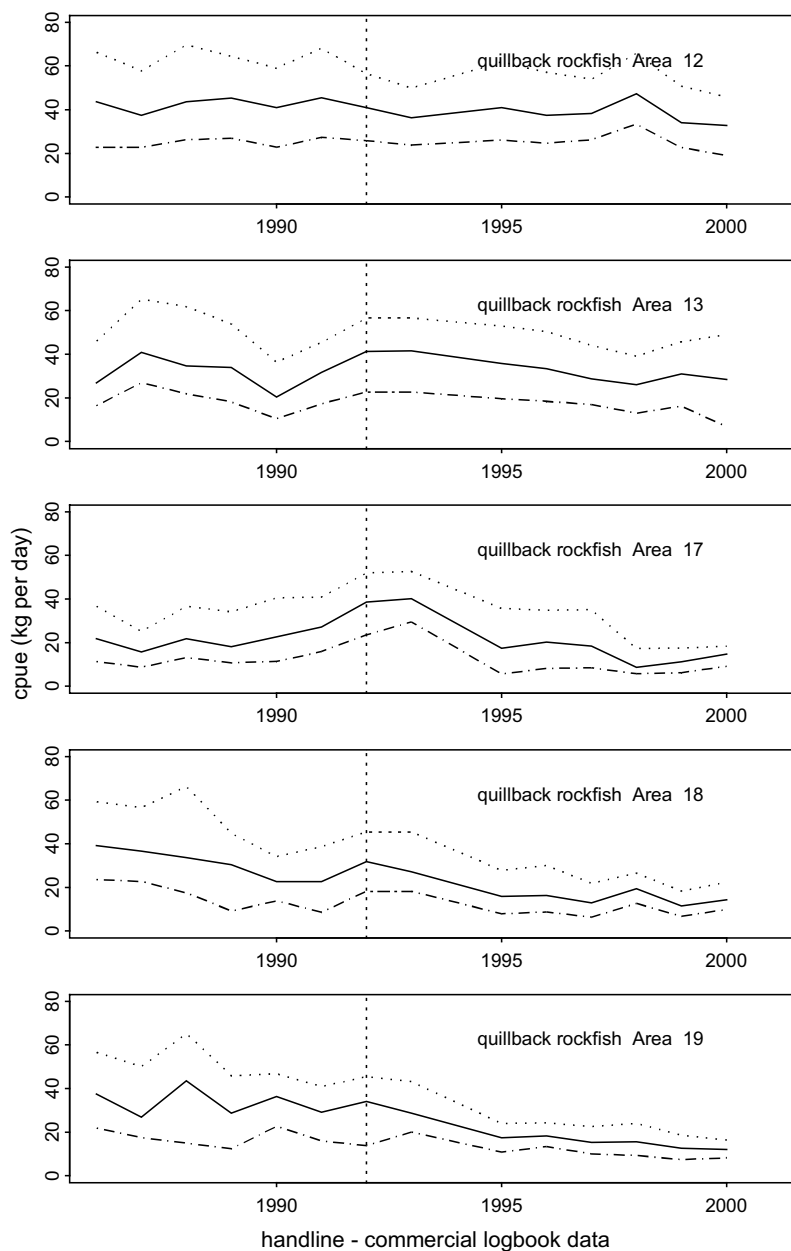 80
60
40
20
0
quillback rockfish Area 12
1990 1995 2000
80
60
40
20
0
quillback rockfish Area 13
1990 1995 2000
cpue (kg per day)
80
60
40
20
0
quillback rockfish Area 17
1990 1995 2000
80
60
40
20
0
quillback rockfish Area 18
1990 1995 2000
80
60
40
20
0
quillback rockfish Area 19
1990 1995 2000
handline - commercial logbook data